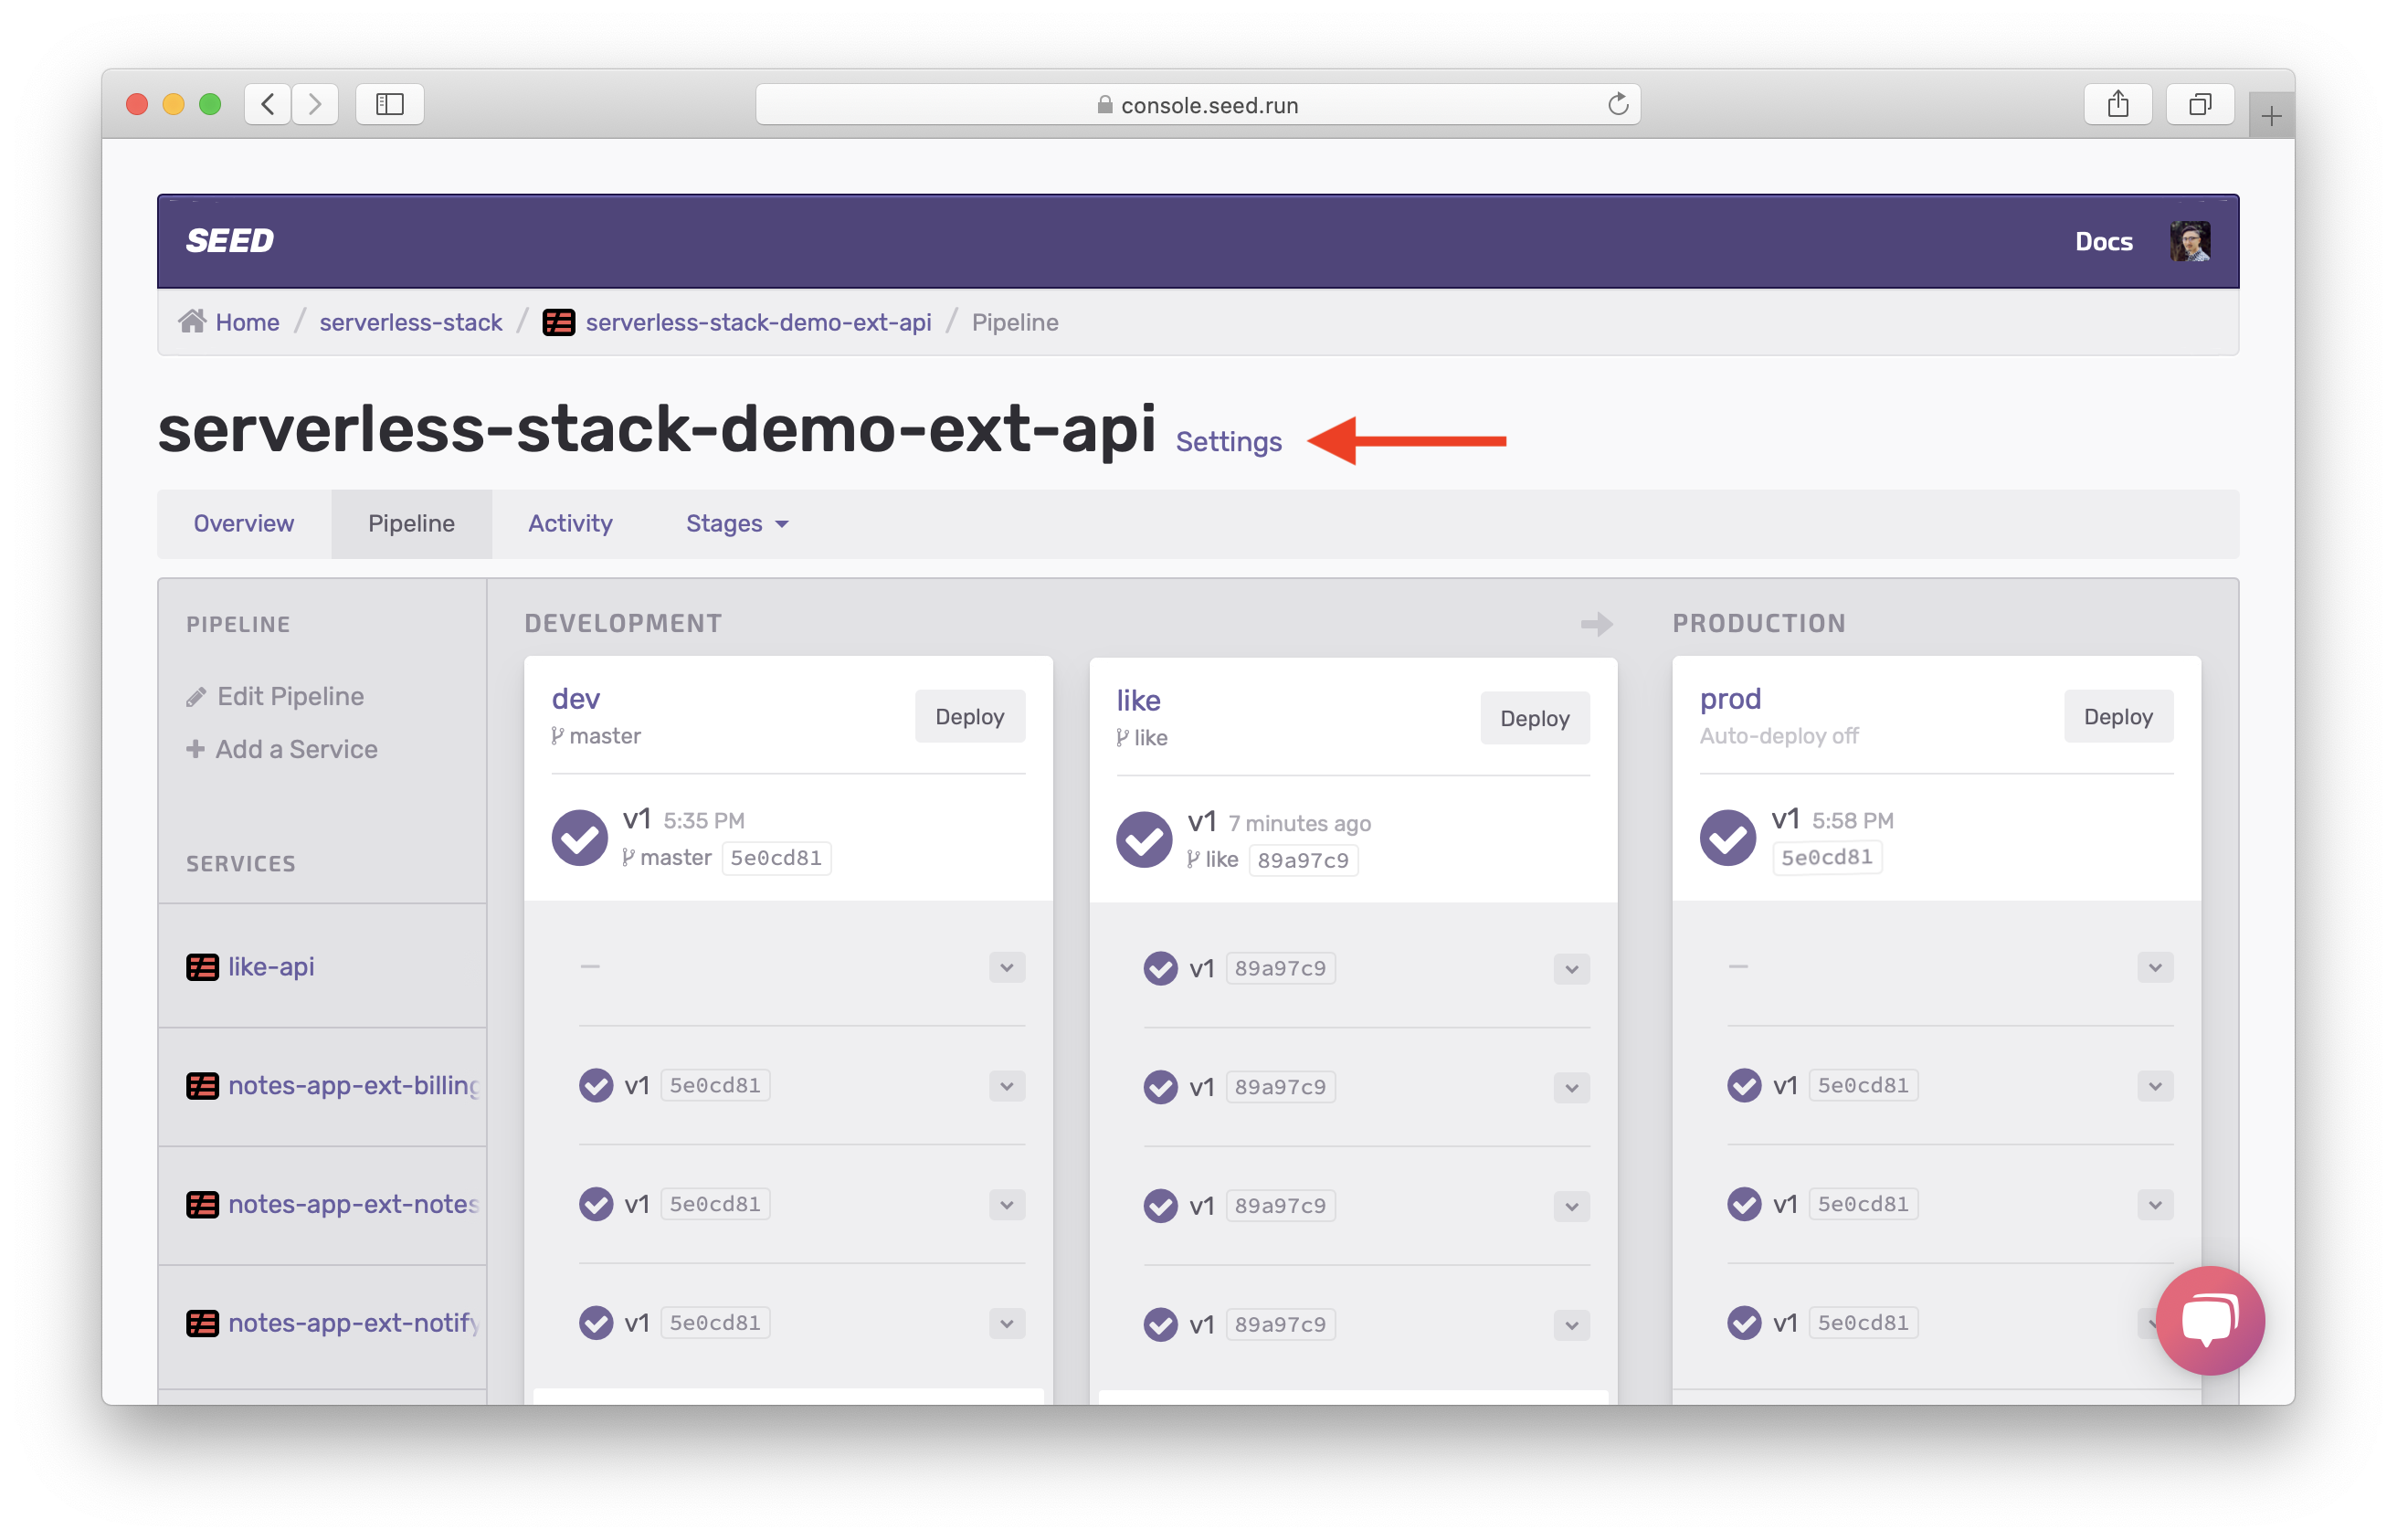 console.seed.run
SEED
Docs
Home / serverless-stack / serverless-stack-demo-ext-api / Pipeline
serverless-stack-demo-ext-api Settings
Overview Pipeline Activity Stages
PIPELINE
Edit Pipeline
Add a Service
SERVICES
like-api
notes-app-ext-billing
notes-app-ext-notes
notes-app-ext-notify
DEVELOPMENT
dev
master
Deploy
v1 5:35 PM
master 5e0cd81
v1 5e0cd81
v1 5e0cd81
v1 5e0cd81
like
like
Deploy
v1 7 minutes ago
like 89a97c9
v1 89a97c9
v1 89a97c9
v1 89a97c9
v1 89a97c9
PRODUCTION
prod
Auto-deploy off
Deploy
v1 5:58 PM
5e0cd81
v1 5e0cd81
v1 5e0cd81
v1 5e0cd81